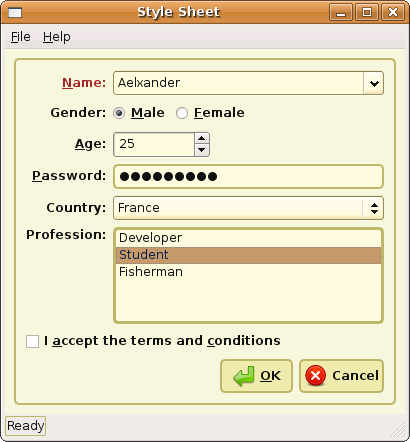 Style Sheet
File Help
Name: Aelxander
Gender: Male Female
Age: 25
Password: ●●●●●●●●●
Country: France
Profession: Developer
Student
Fisherman
I accept the terms and conditions
OK Cancel
Ready